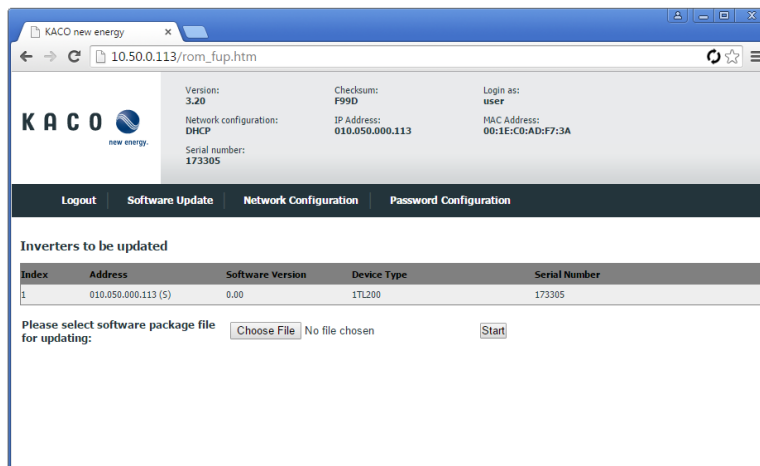 KACO new energy
10.50.0.113/rom_fup.htm
Version: Checksum: Login as:
3.20 F99D user
KACO Network configuration: IP Address: MAC Address:
new energy. DHCP 010.050.000.113 00:1E:C0:AD:F7:3A
Serial number:
173305
Logout Software Update Network Configuration Password Configuration
Inverters to be updated
Index Address Software Version Device Type Serial Number
1 010.050.000.113 (S) 0.00 1TL200 173305
Please select software package file
for updating: Choose File No file chosen Start